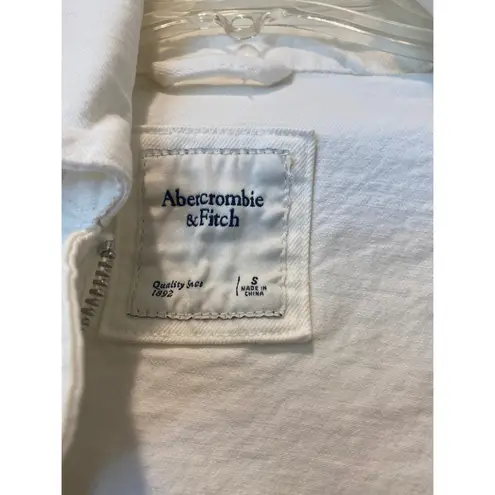 Abercrombie
& Fitch
Quality since
1892
S
MADE IN
CHINA